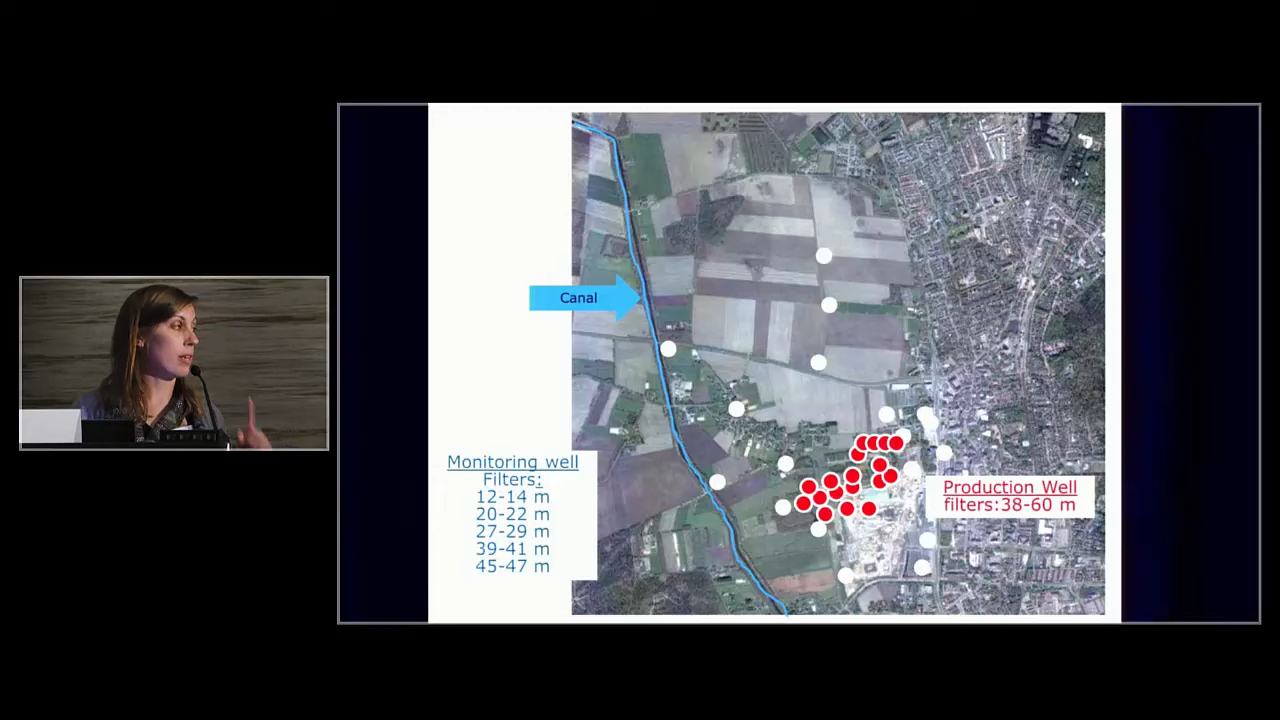 Canal
Monitoring well
Filters:
12-14 m
20-22 m
27-29 m
39-41 m
45-47 m
Production Well
filters:38-60 m